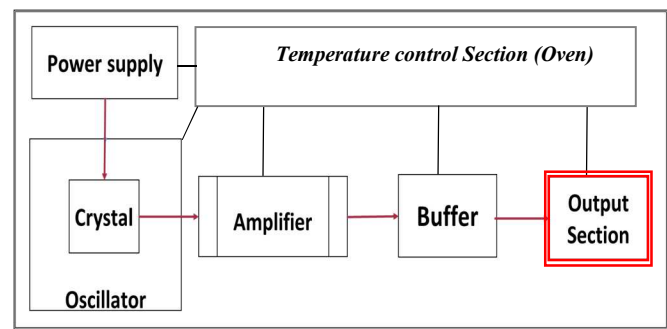 Power supply
Temperature control Section (Oven)
Crystal
Amplifier
Buffer
Output
Section
Oscillator